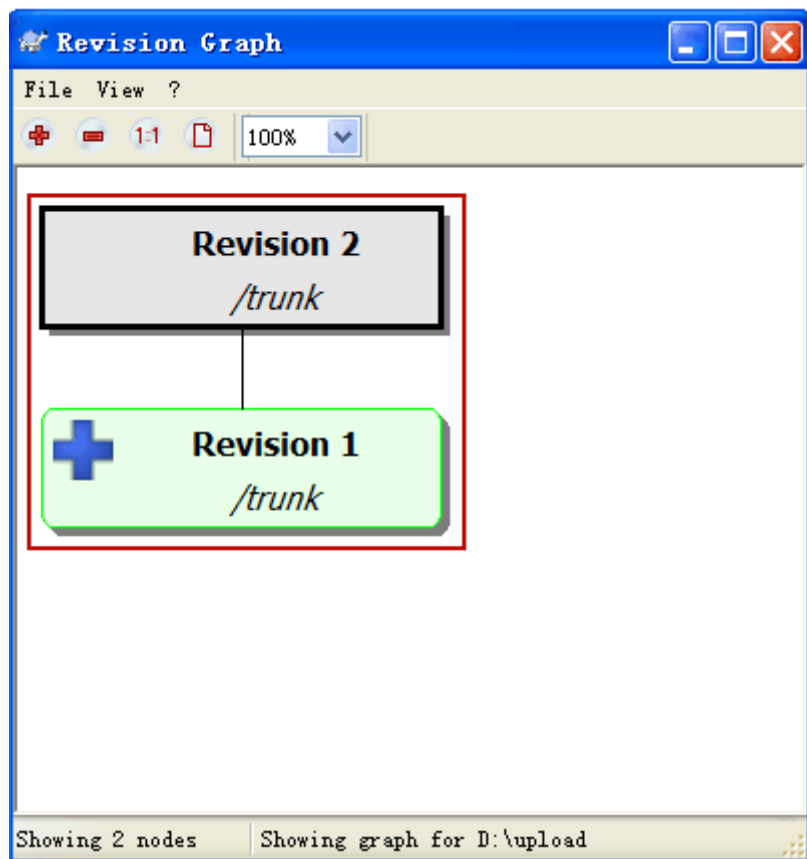 Revision Graph
File View ?
1:1 100%
Revision 2
/trunk
Revision 1
/trunk
Showing 2 nodes Showing graph for D:\upload